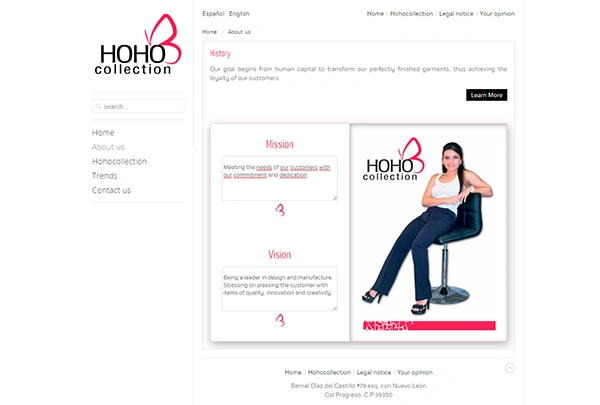 Español English
Home Hohocollection Legal notice Your opinion
HOHO
collection
Home About us
History
Our goal begins from human capital to transform our perfectly finished garments, thus achieving the
loyalty of our customers.
Learn More
search...
Home
About us
Hohocollection
Trends
Contact us
Mission
Meeting the needs of our customers with
our commitment and dedication.
Vision
Being a leader in design and manufacture.
Stressing on pleasing the customer with
items of quality, innovation and creativity.
HOHO
collection
Home Hohocollection Legal notice Your opinion
Bernal Díaz del Castillo #79 esq. con Nuevo León
Col Progreso, C.P.39350